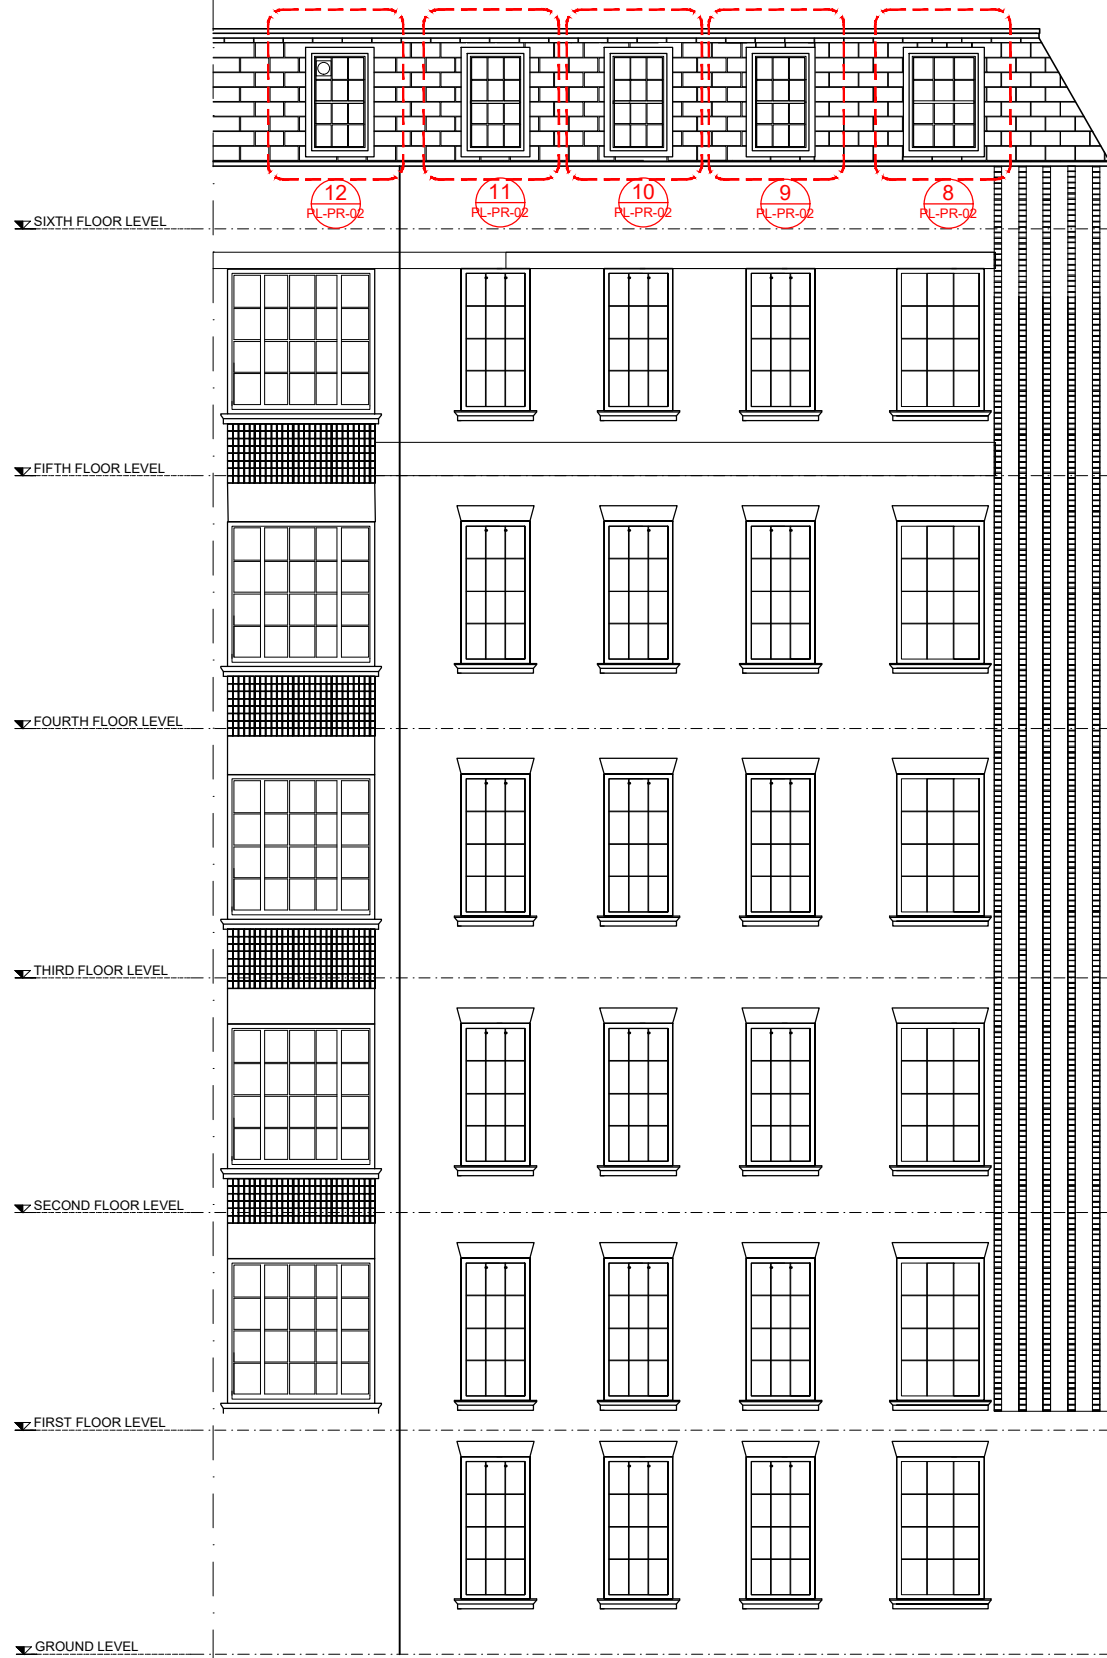 12
PL-PR-02
11
PL-PR-02
10
PL-PR-02
9
PL-PR-02
8
PL-PR-02
SIXTH FLOOR LEVEL
FIFTH FLOOR LEVEL
FOURTH FLOOR LEVEL
THIRD FLOOR LEVEL
SECOND FLOOR LEVEL
FIRST FLOOR LEVEL
GROUND LEVEL